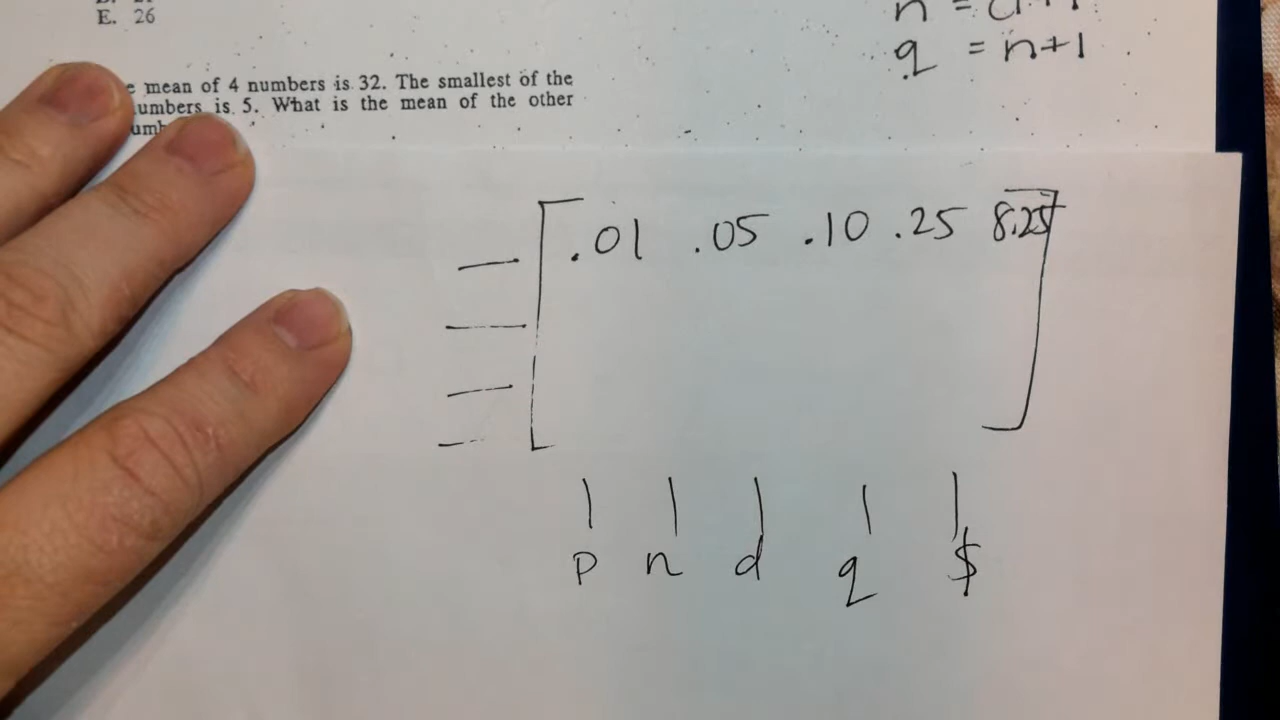 E. 26
q = n+1
e mean of 4 numbers is 32. The smallest of the
umbers is 5. What is the mean of the other
umb
.01 .05 .10 .25 8.25
p n d q $